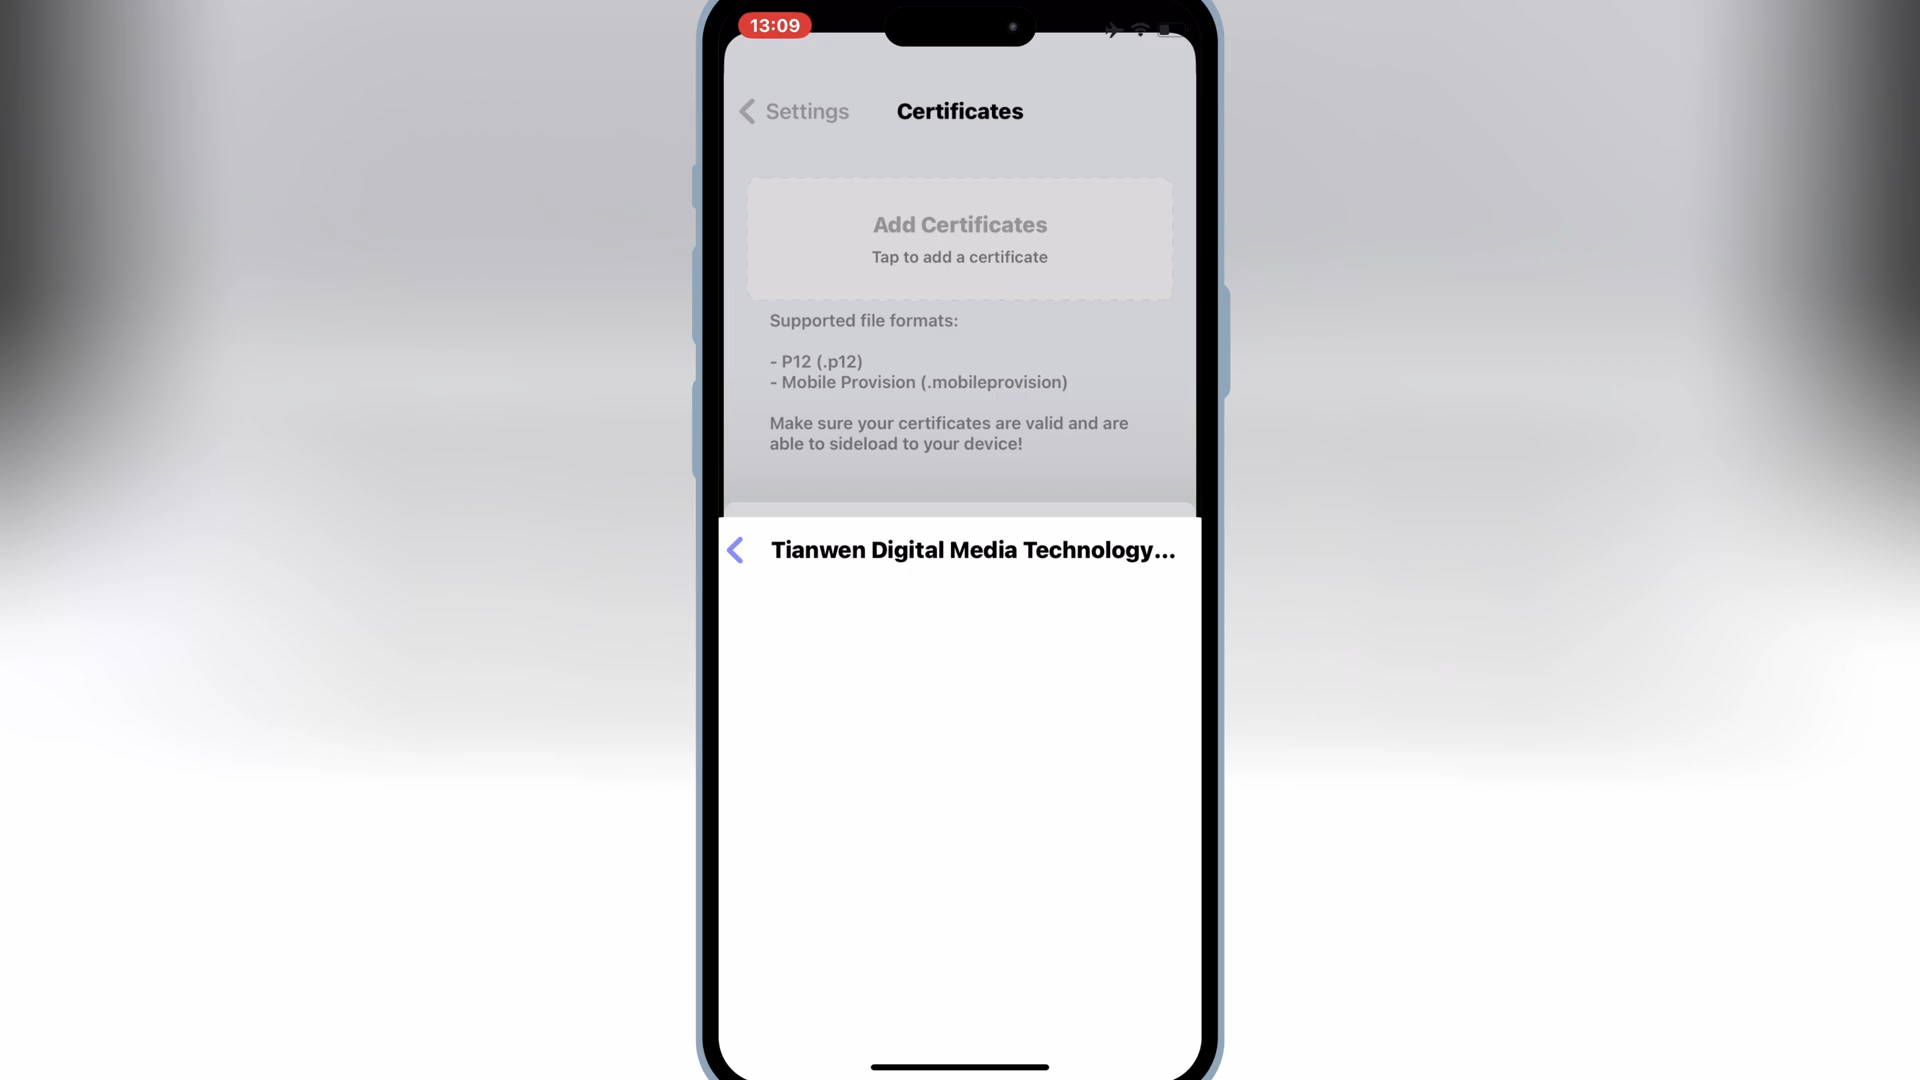 13:09
Settings
Certificates
Add Certificates
Tap to add a certificate
Supported file formats:
- P12 (.p12)
- Mobile Provision (.mobileprovision)
Make sure your certificates are valid and are
able to sideload to your device!
Tianwen Digital Media Technology...